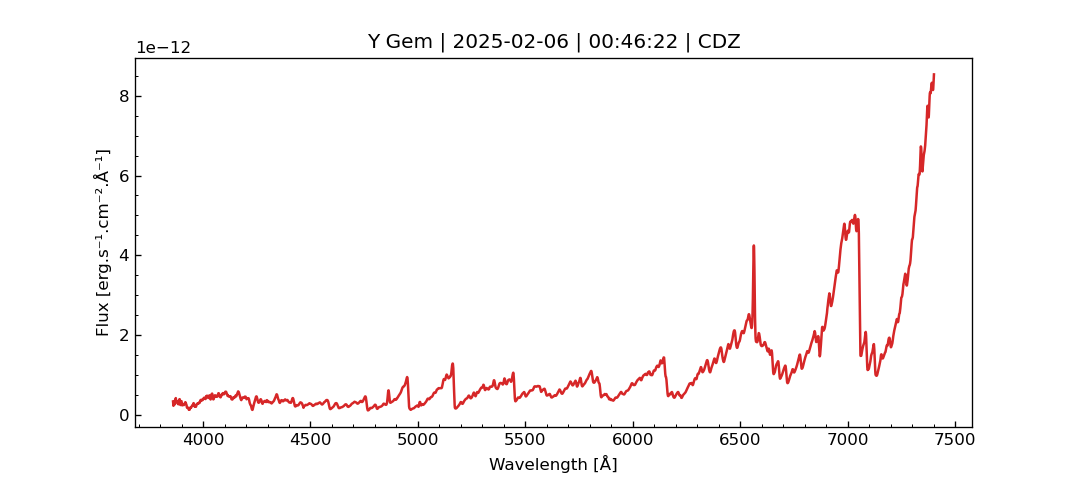 Y Gem | 2025-02-06 | 00:46:22 | CDZ
1e−12
8
6
4
2
0
Flux [erg.s⁻¹.cm⁻².Å⁻¹]
4000 4500 5000 5500 6000 6500 7000 7500
Wavelength [Å]